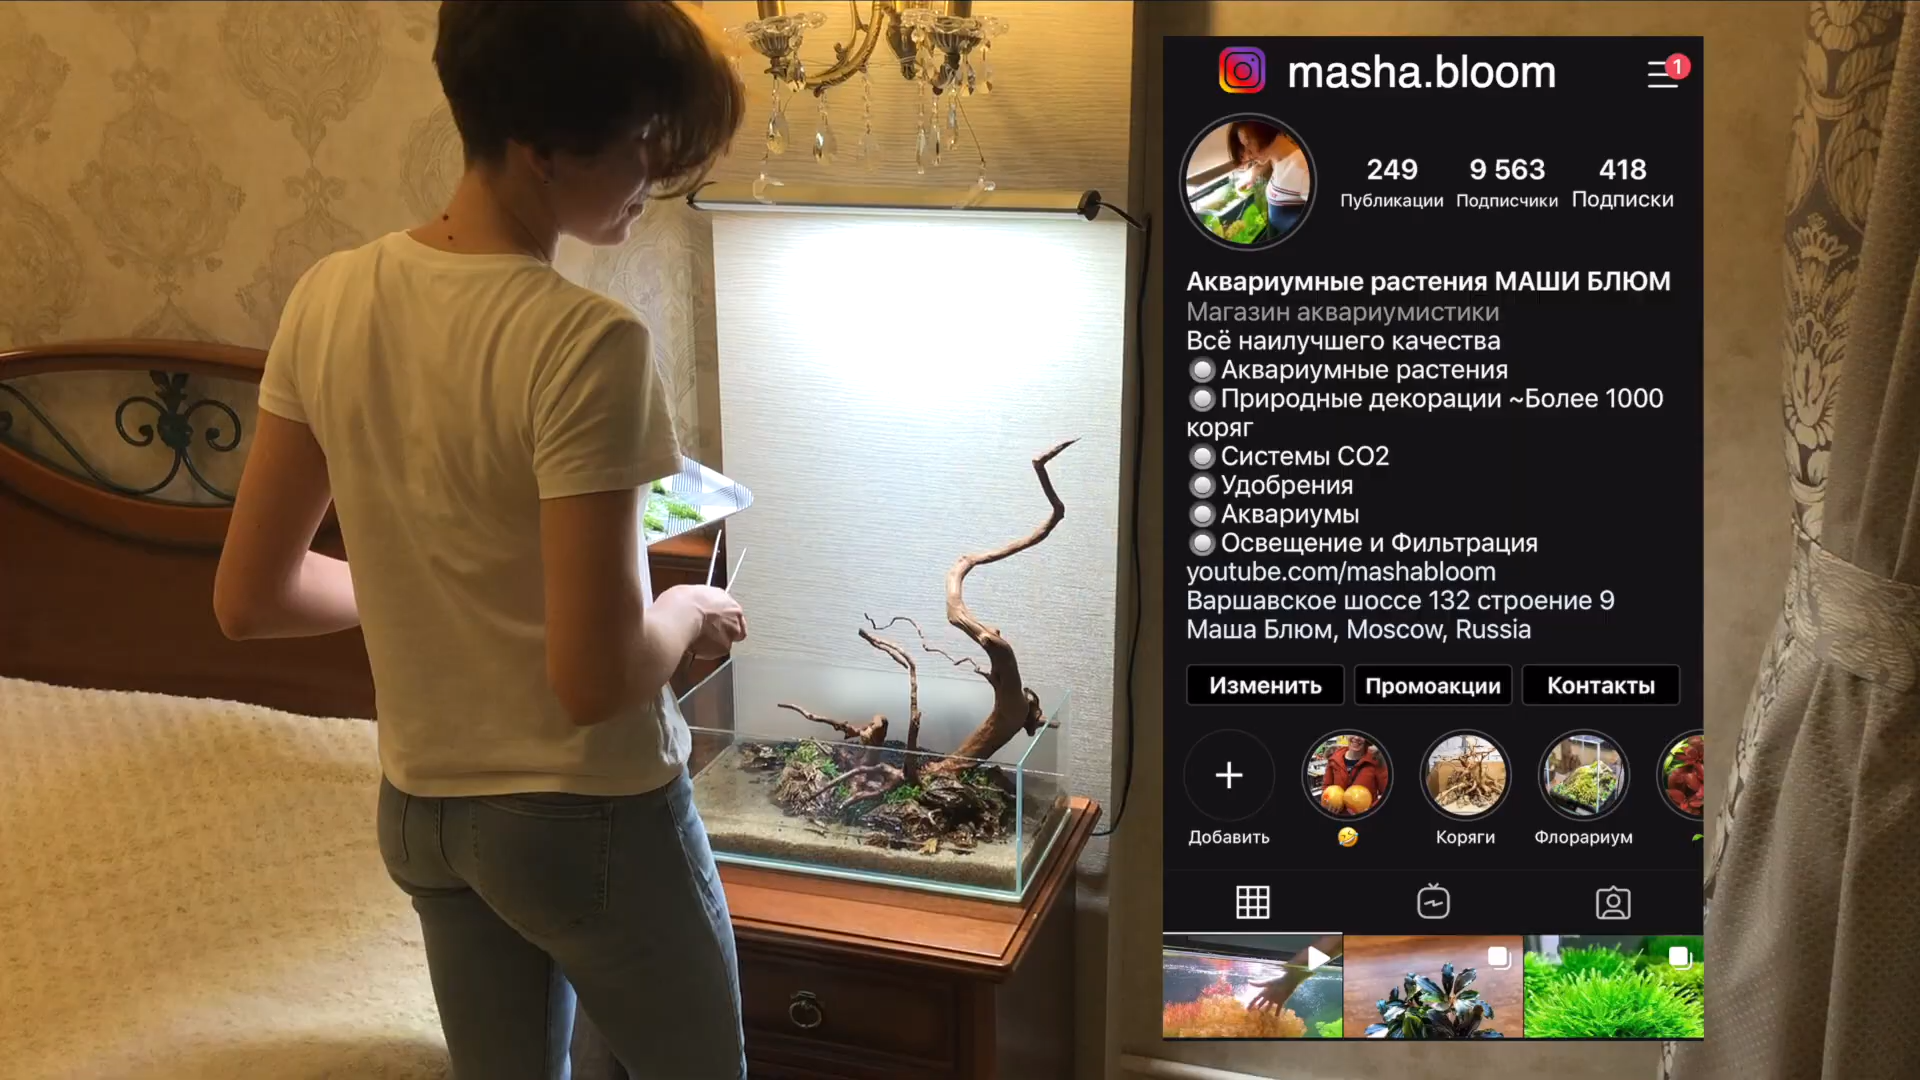 masha.bloom
1
249 9 563 418
Публикации Подписчики Подписки
Аквариумные растения МАШИ БЛЮМ
Магазин аквариумистики
Всё наилучшего качества
Аквариумные растения
Природные декорации ~Более 1000
коряг
Системы СО2
Удобрения
Аквариумы
Освещение и Фильтрация
youtube.com/mashabloom
Варшавское шоссе 132 строение 9
Маша Блюм, Moscow, Russia
Изменить Промоакции Контакты
Добавить Коряги Флорариум